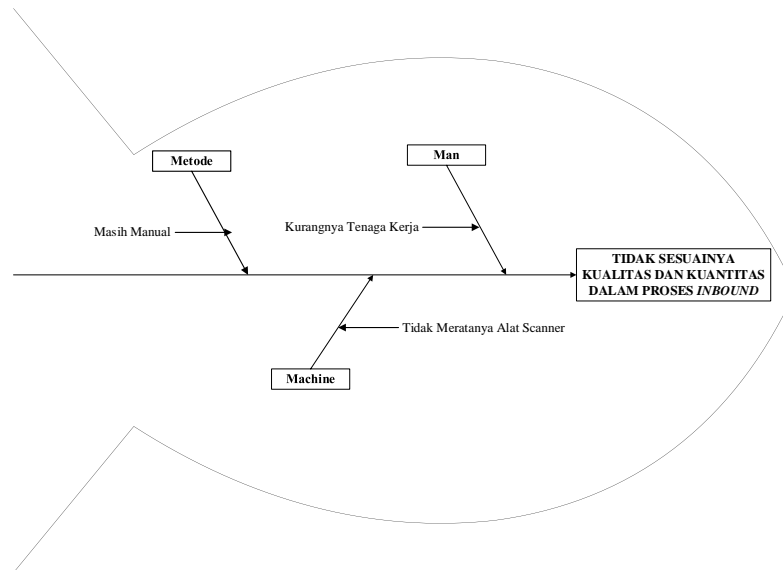 Metode
Man
Masih Manual
Kurangnya Tenaga Kerja
TIDAK SESUAINYA
KUALITAS DAN KUANTITAS
DALAM PROSES INBOUND
Tidak Meratanya Alat Scanner
Machine